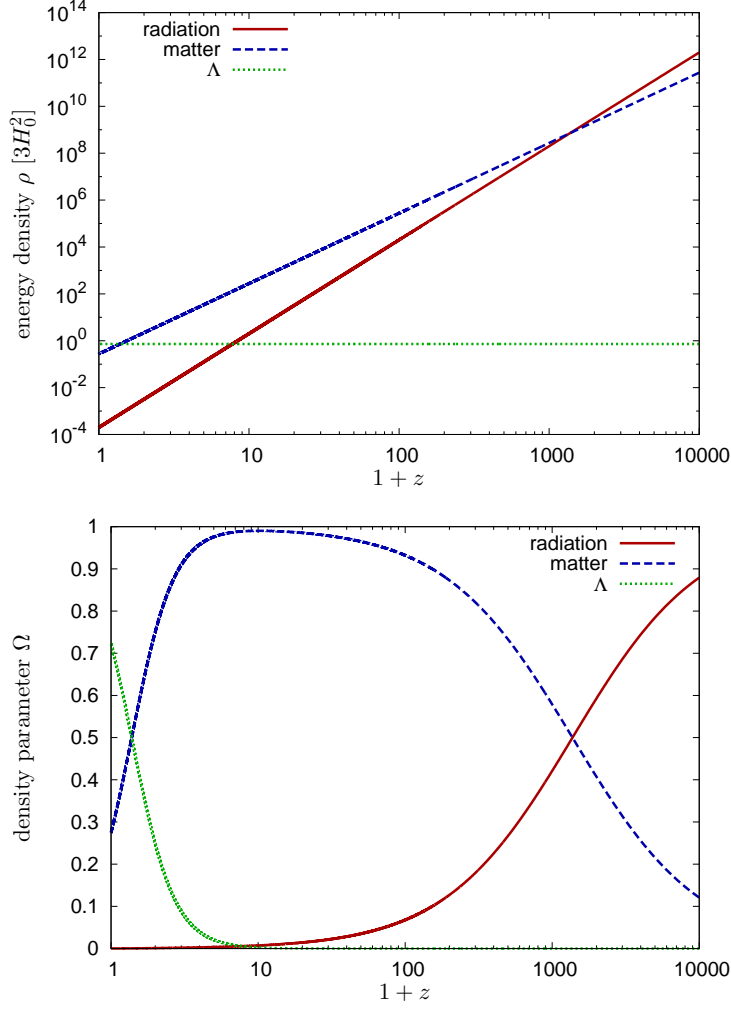 10^14
10^12
10^10
10^8
10^6
10^4
10^2
10^0
10^-2
10^-4
energy density ρ [3H_0^2]
radiation
matter
Λ
1 10 100 1000 10000
1 + z
1
0.9
0.8
0.7
0.6
0.5
0.4
0.3
0.2
0.1
0
density parameter Ω
radiation
matter
Λ
1 10 100 1000 10000
1 + z